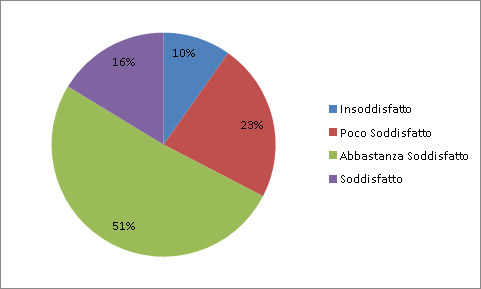 10%
16%
23%
51%
Insoddisfatto
Poco Soddisfatto
Abbastanza Soddisfatto
Soddisfatto